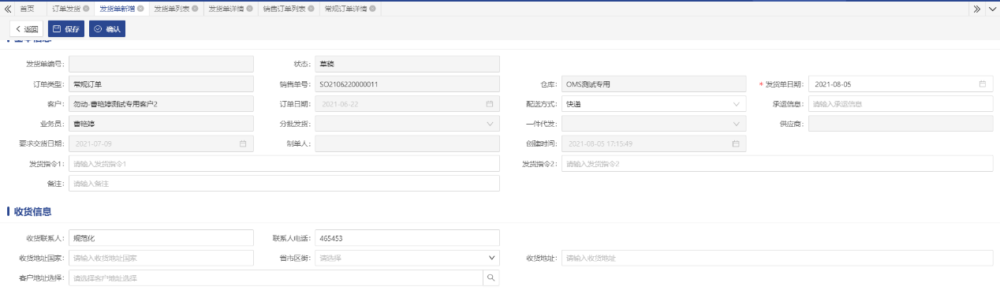 首页 订单发货 发货单新增 发货单列表 发货单详情 销售订单列表 常规订单详情
返回 保存 确认
发货单编号： 状态： 草稿
订单类型： 常规订单 销售单号： SO2106220000011 仓库： OMS测试专用 * 发货单日期： 2021-08-05
客户： 勿动-曹艳婷测试专用客户2 订单日期： 2021-06-22 配送方式： 快递 承运信息： 请输入承运信息
业务员： 曹艳婷 分批发货： 一件代发： 供应商：
要求交货日期： 2021-07-09 制单人： 创建时间： 2021-08-05 17:15:49
发货指令1： 请输入发货指令1 发货指令2： 请输入发货指令2
备注： 请输入备注
收货信息
收货联系人： 规范化 联系人电话： 465453
收货地址国家： 请输入收货地址国家 省市区街： 请选择 收货地址： 请输入收货地址
客户地址选择： 请选择客户地址选择